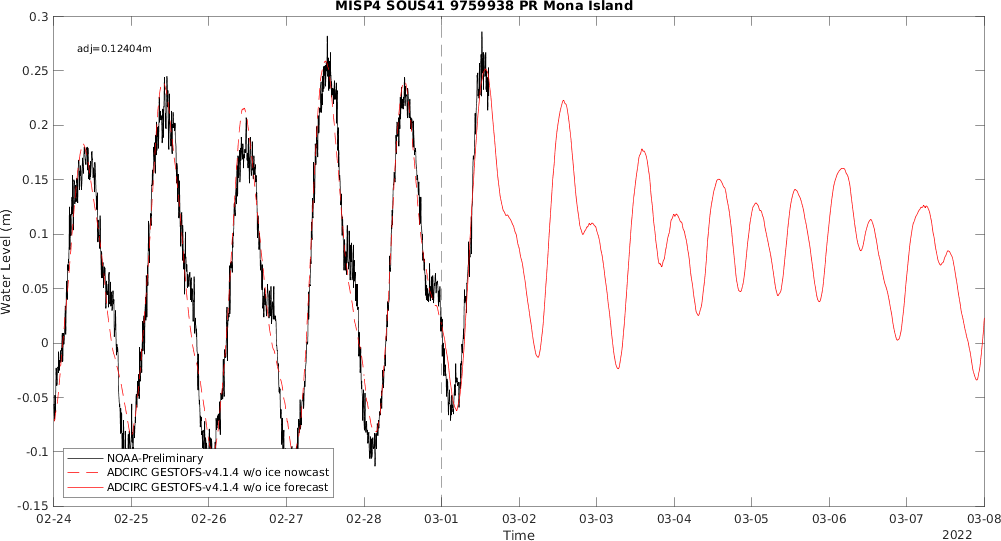 MISP4 SOUS41 9759938 PR Mona Island
adj=0.12404m
Water Level (m)
0.3
0.25
0.2
0.15
0.1
0.05
0
-0.05
-0.1
-0.15
NOAA-Preliminary
ADCIRC GESTOFS-v4.1.4 w/o ice nowcast
ADCIRC GESTOFS-v4.1.4 w/o ice forecast
02-24 02-25 02-26 02-27 02-28 03-01 03-02 03-03 03-04 03-05 03-06 03-07 03-08
Time
2022